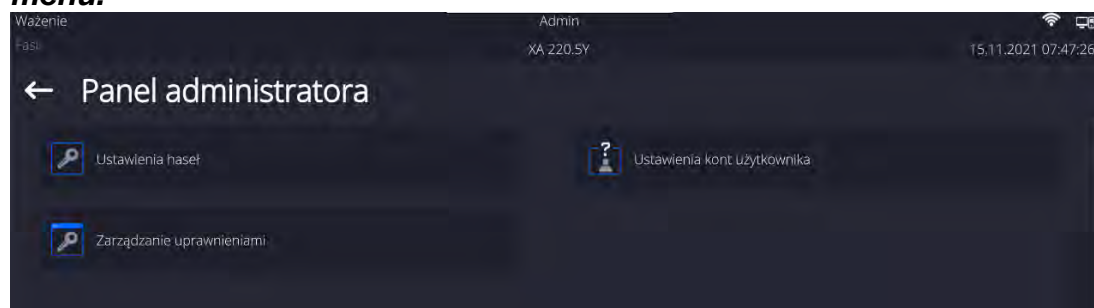 menu.
Ważenie Admin
Fast XA 220.5Y 15.11.2021 07:47:26
← Panel administratora
Ustawienia haseł Ustawienia kont użytkownika
Zarządzanie uprawnieniami